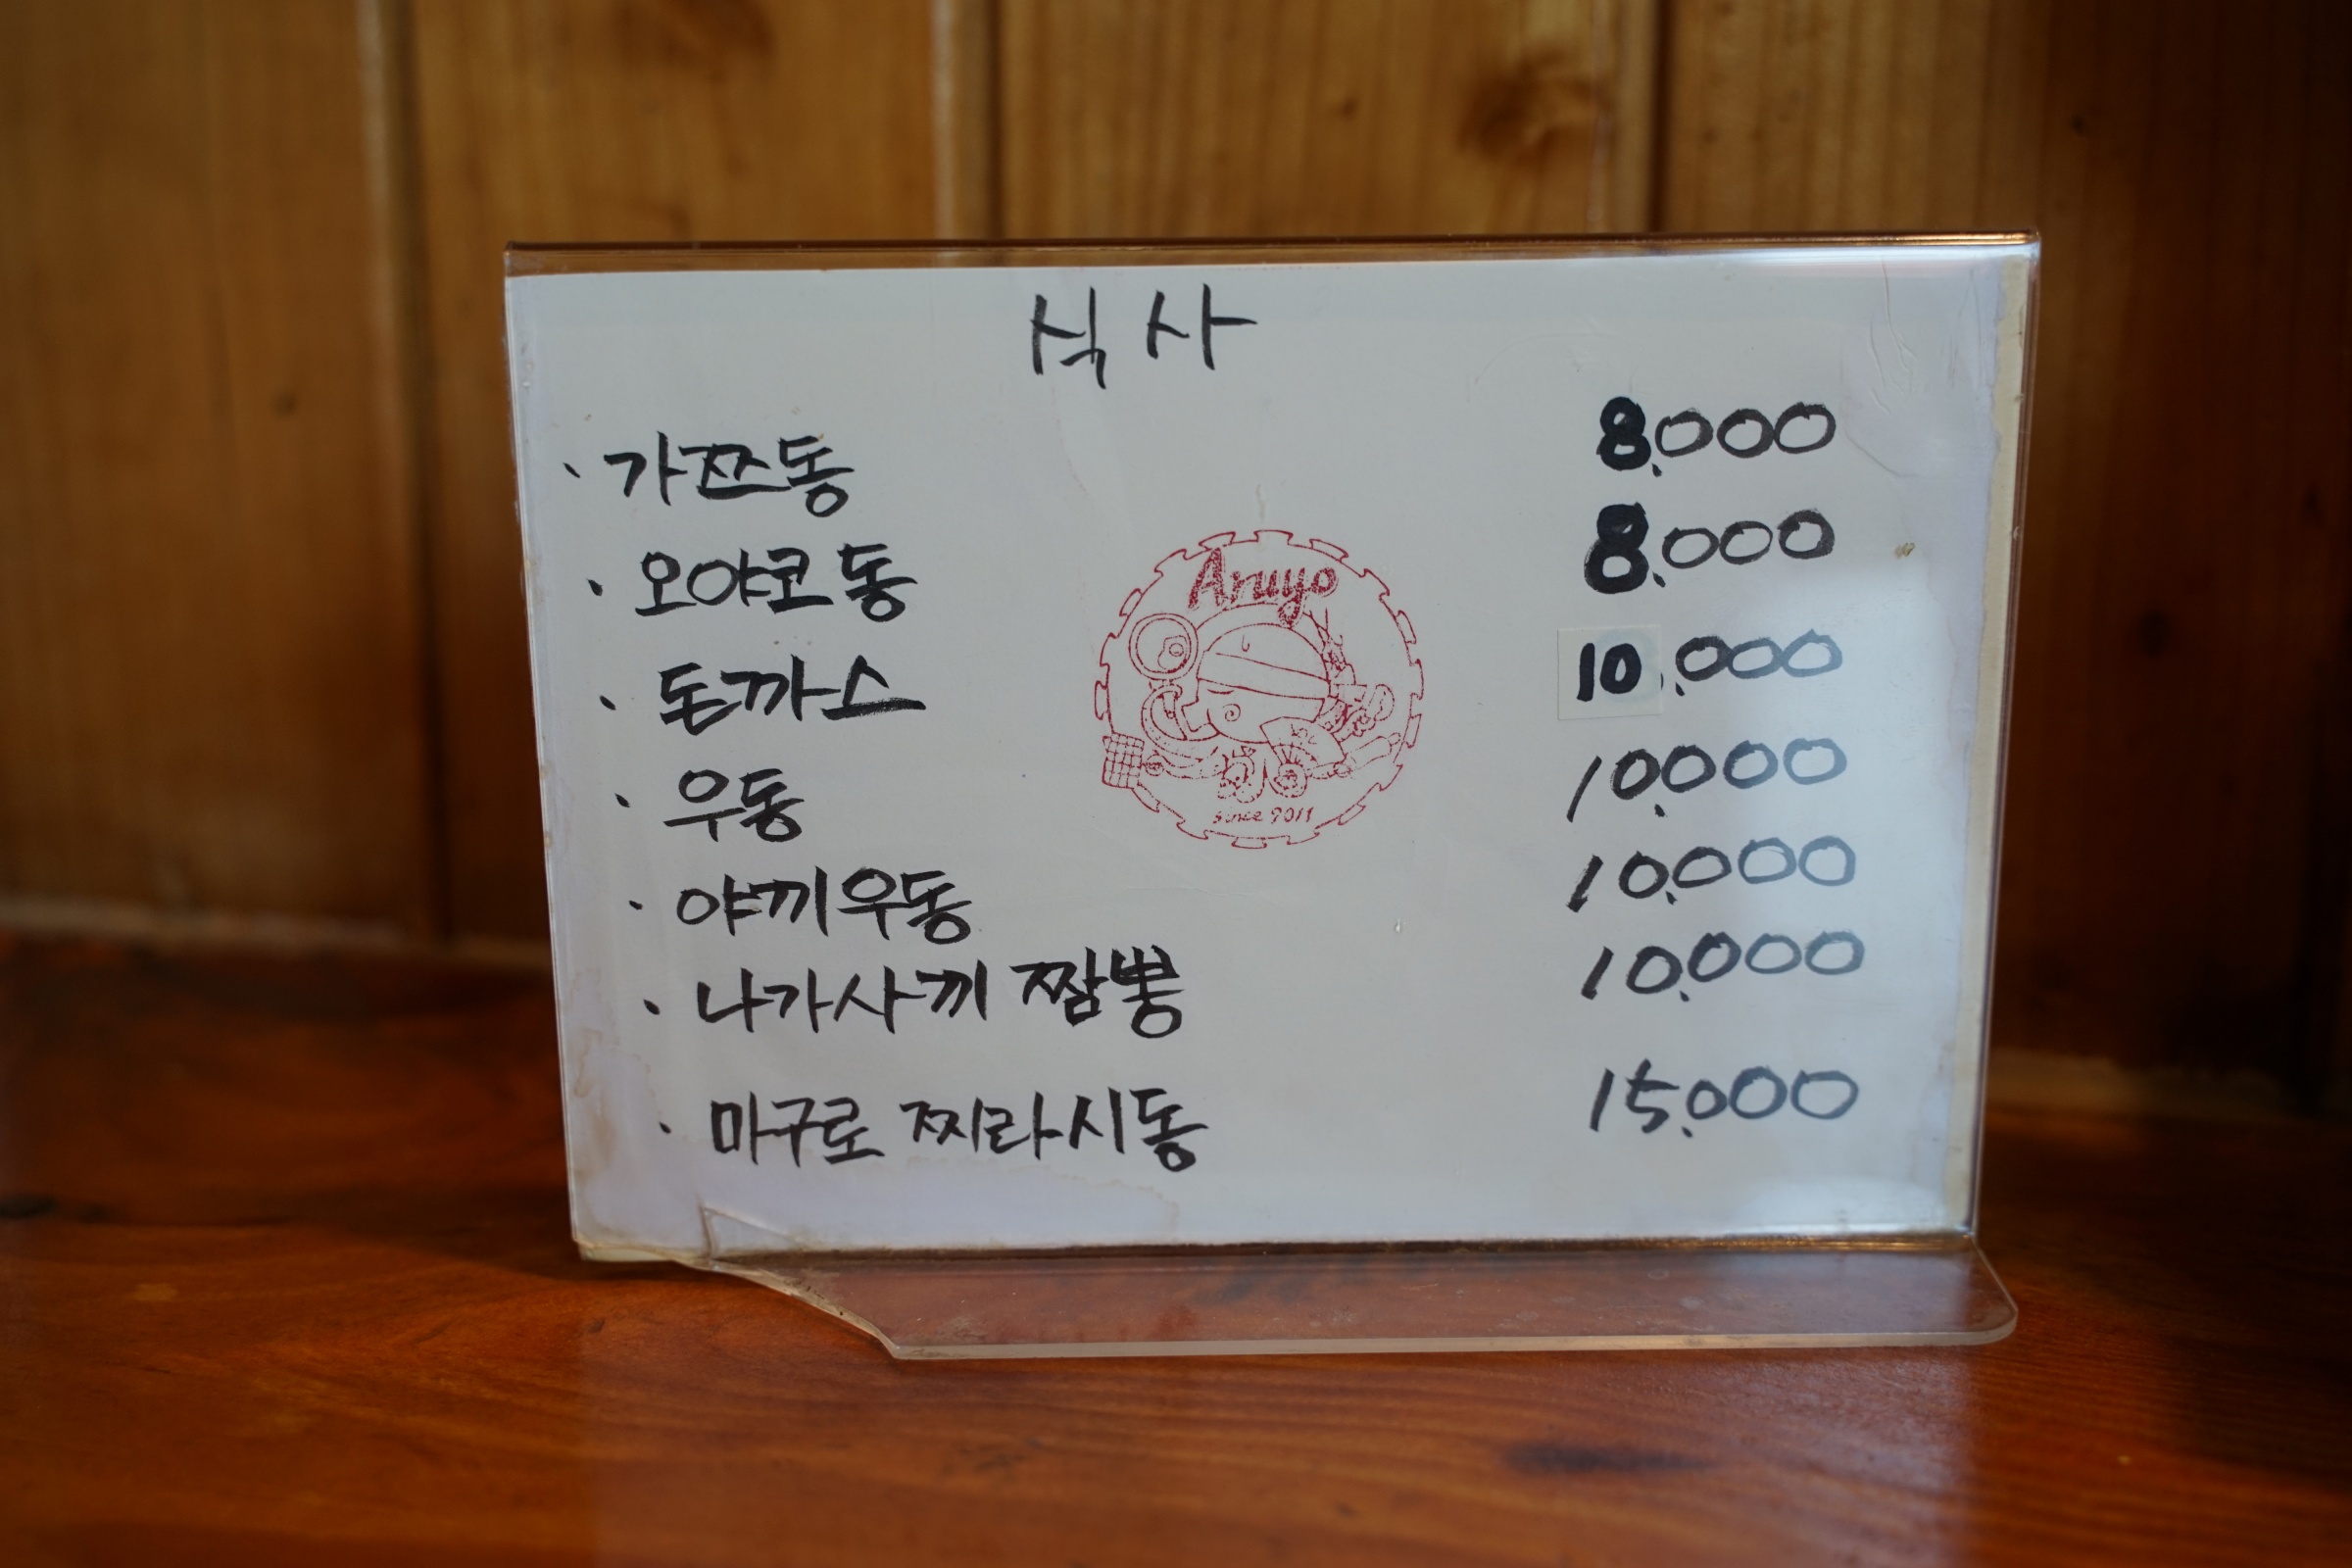 식사
· 가쯔동 8,000
· 오야코동 8,000
· 돈까스 10,000
· 우동 10,000
· 야끼우동 10,000
· 나가사끼 짬뽕 10,000
· 마구로 찌라시동 15,000
Aruyo
since 2011